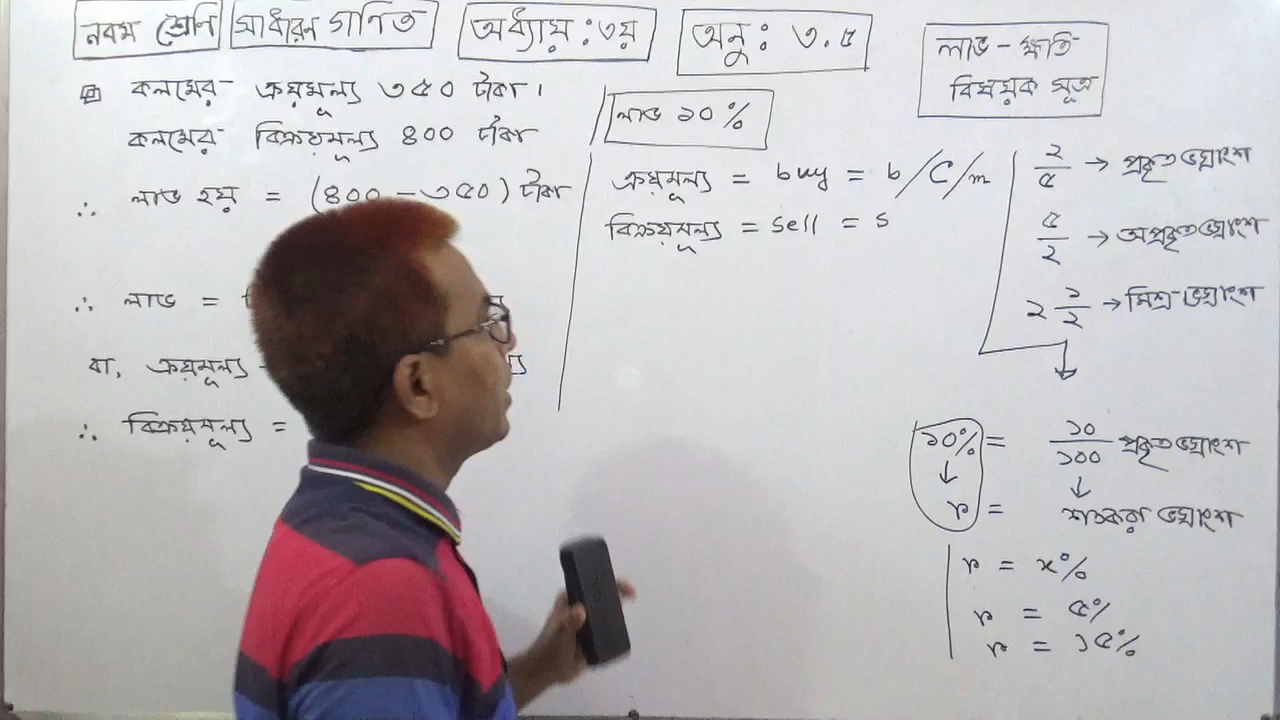 নবম শ্রেণি
সাধারন গণিত
অধ্যায় : ৩য়
অনু : ৩.৫
লাভ - ক্ষতি
বিষয়ক সূত্র
কলমের ক্রয়মূল্য ৩৫০ টাকা।
কলমের বিক্রয়মূল্য ৪০০ টাকা
∴ লাভ হয় = (৪০০ - ৩৫০) টাকা
∴ লাভ =
বা, ক্রয়মূল্য
∴ বিক্রয়মূল্য =
লাভ ১০%
ক্রয়মূল্য = buy = b/C/m
বিক্রয়মূল্য = sell = s
২/৫ → প্রকৃত ভগ্নাংশ
৫/২ → অপ্রকৃত ভগ্নাংশ
২ ১/২ → মিশ্র ভগ্নাংশ
১০% = ১০/১০০ প্রকৃত ভগ্নাংশ
↓ ↓
r = শতকরা ভগ্নাংশ
r = x%
r = ৫%
r = ১৫%